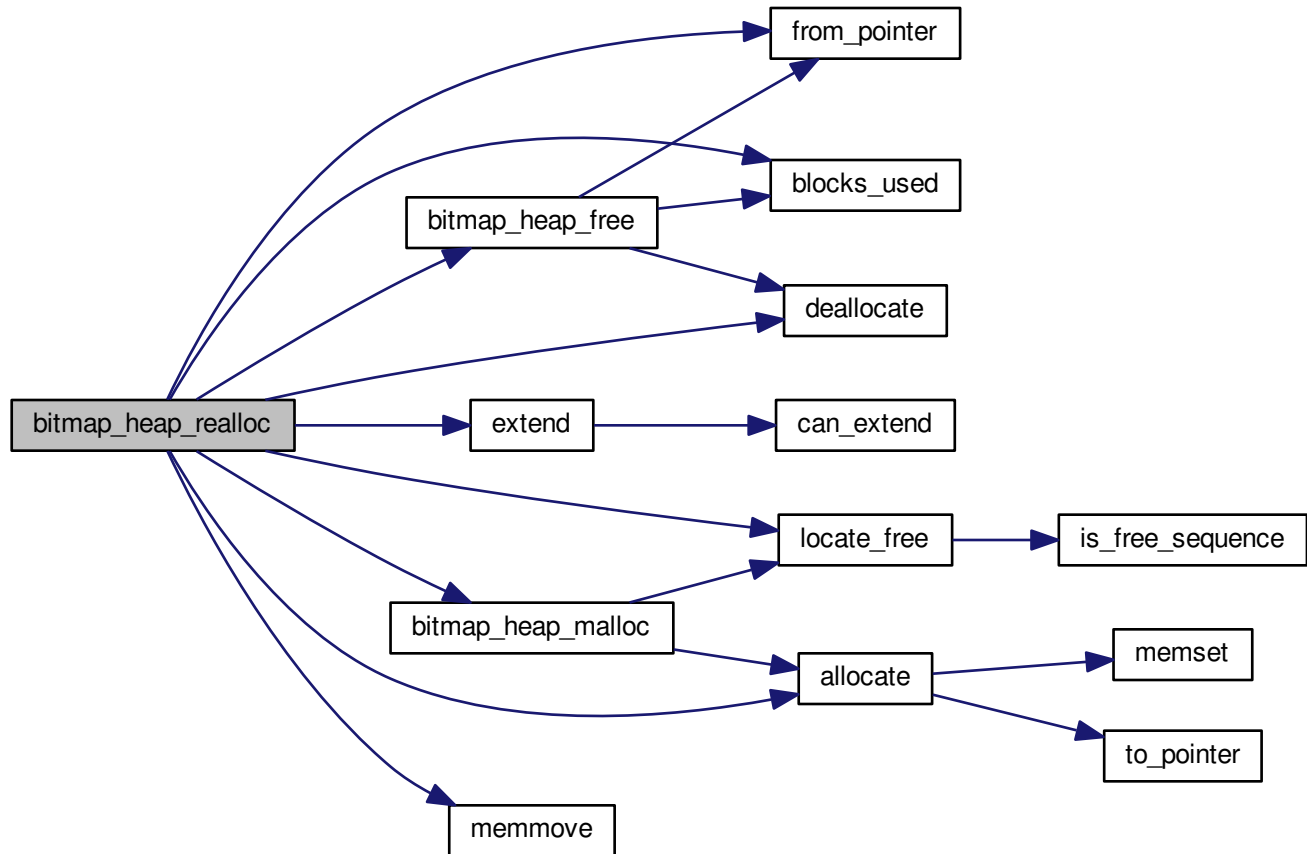 from_pointer
blocks_used
bitmap_heap_free
deallocate
bitmap_heap_realloc
extend
can_extend
locate_free
is_free_sequence
bitmap_heap_malloc
allocate
memset
to_pointer
memmove